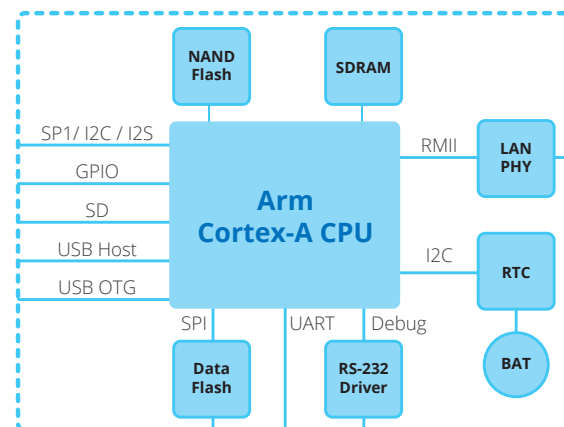 NAND
Flash
SDRAM
SP1/ I2C / I2S
GPIO
SD
USB Host
USB OTG
Arm
Cortex-A CPU
RMII
LAN
PHY
I2C
RTC
BAT
SPI
UART
Debug
Data
Flash
RS-232
Driver